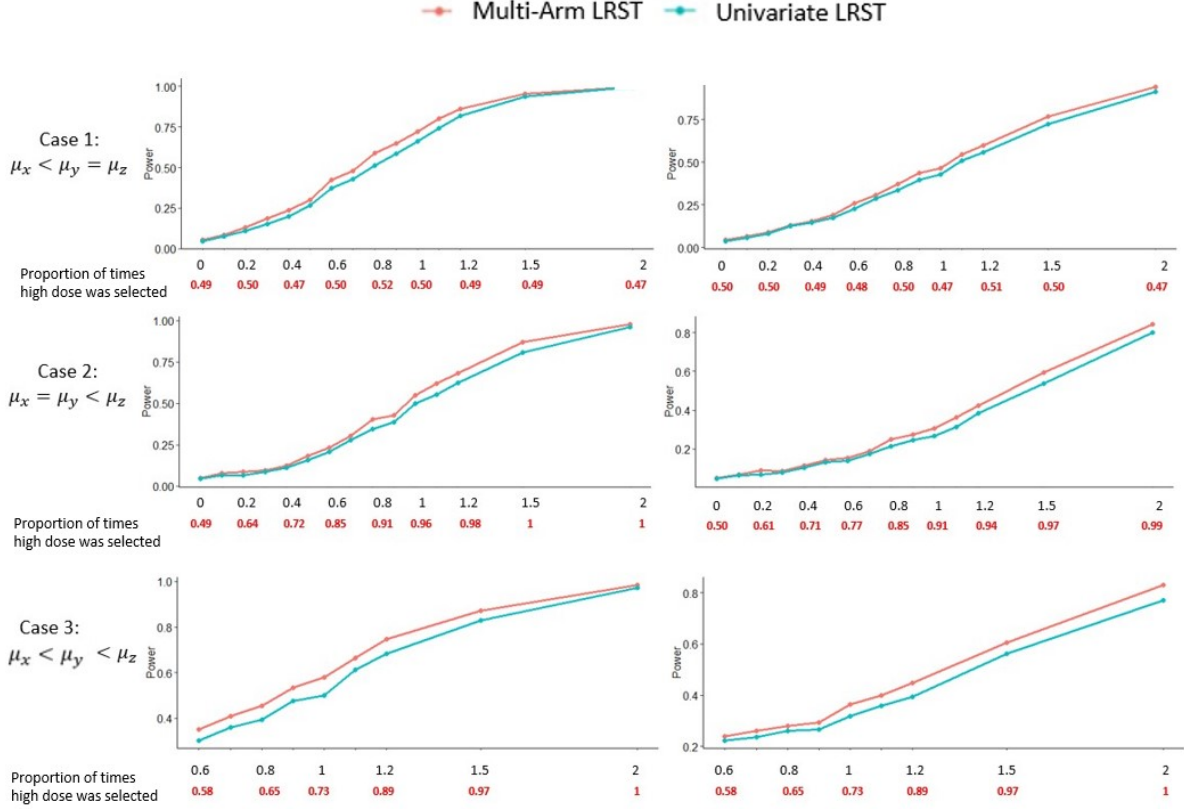 Multi-Arm LRST Univariate LRST
Case 1:
μx < μy = μz
Power
1.00
0.75
0.50
0.25
0.00
0 0.2 0.4 0.6 0.8 1 1.2 1.5 2
Proportion of times
high dose was selected
0.49 0.50 0.47 0.50 0.52 0.50 0.49 0.49 0.47
Power
0.75
0.50
0.25
0.00
0 0.2 0.4 0.6 0.8 1 1.2 1.5 2
0.50 0.50 0.49 0.48 0.50 0.47 0.51 0.50 0.47
Case 2:
μx = μy < μz
Power
1.00
0.75
0.50
0.25
0.00
0 0.2 0.4 0.6 0.8 1 1.2 1.5 2
Proportion of times
high dose was selected
0.49 0.64 0.72 0.85 0.91 0.96 0.98 1 1
Power
0.8
0.6
0.4
0.2
0 0.2 0.4 0.6 0.8 1 1.2 1.5 2
0.50 0.61 0.71 0.77 0.85 0.91 0.94 0.97 0.99
Case 3:
μx < μy < μz
Power
1.0
0.8
0.6
0.4
0.6 0.8 1 1.2 1.5 2
Proportion of times
high dose was selected
0.58 0.65 0.73 0.89 0.97 1
Power
0.8
0.6
0.4
0.2
0.6 0.8 1 1.2 1.5 2
0.58 0.65 0.73 0.89 0.97 1